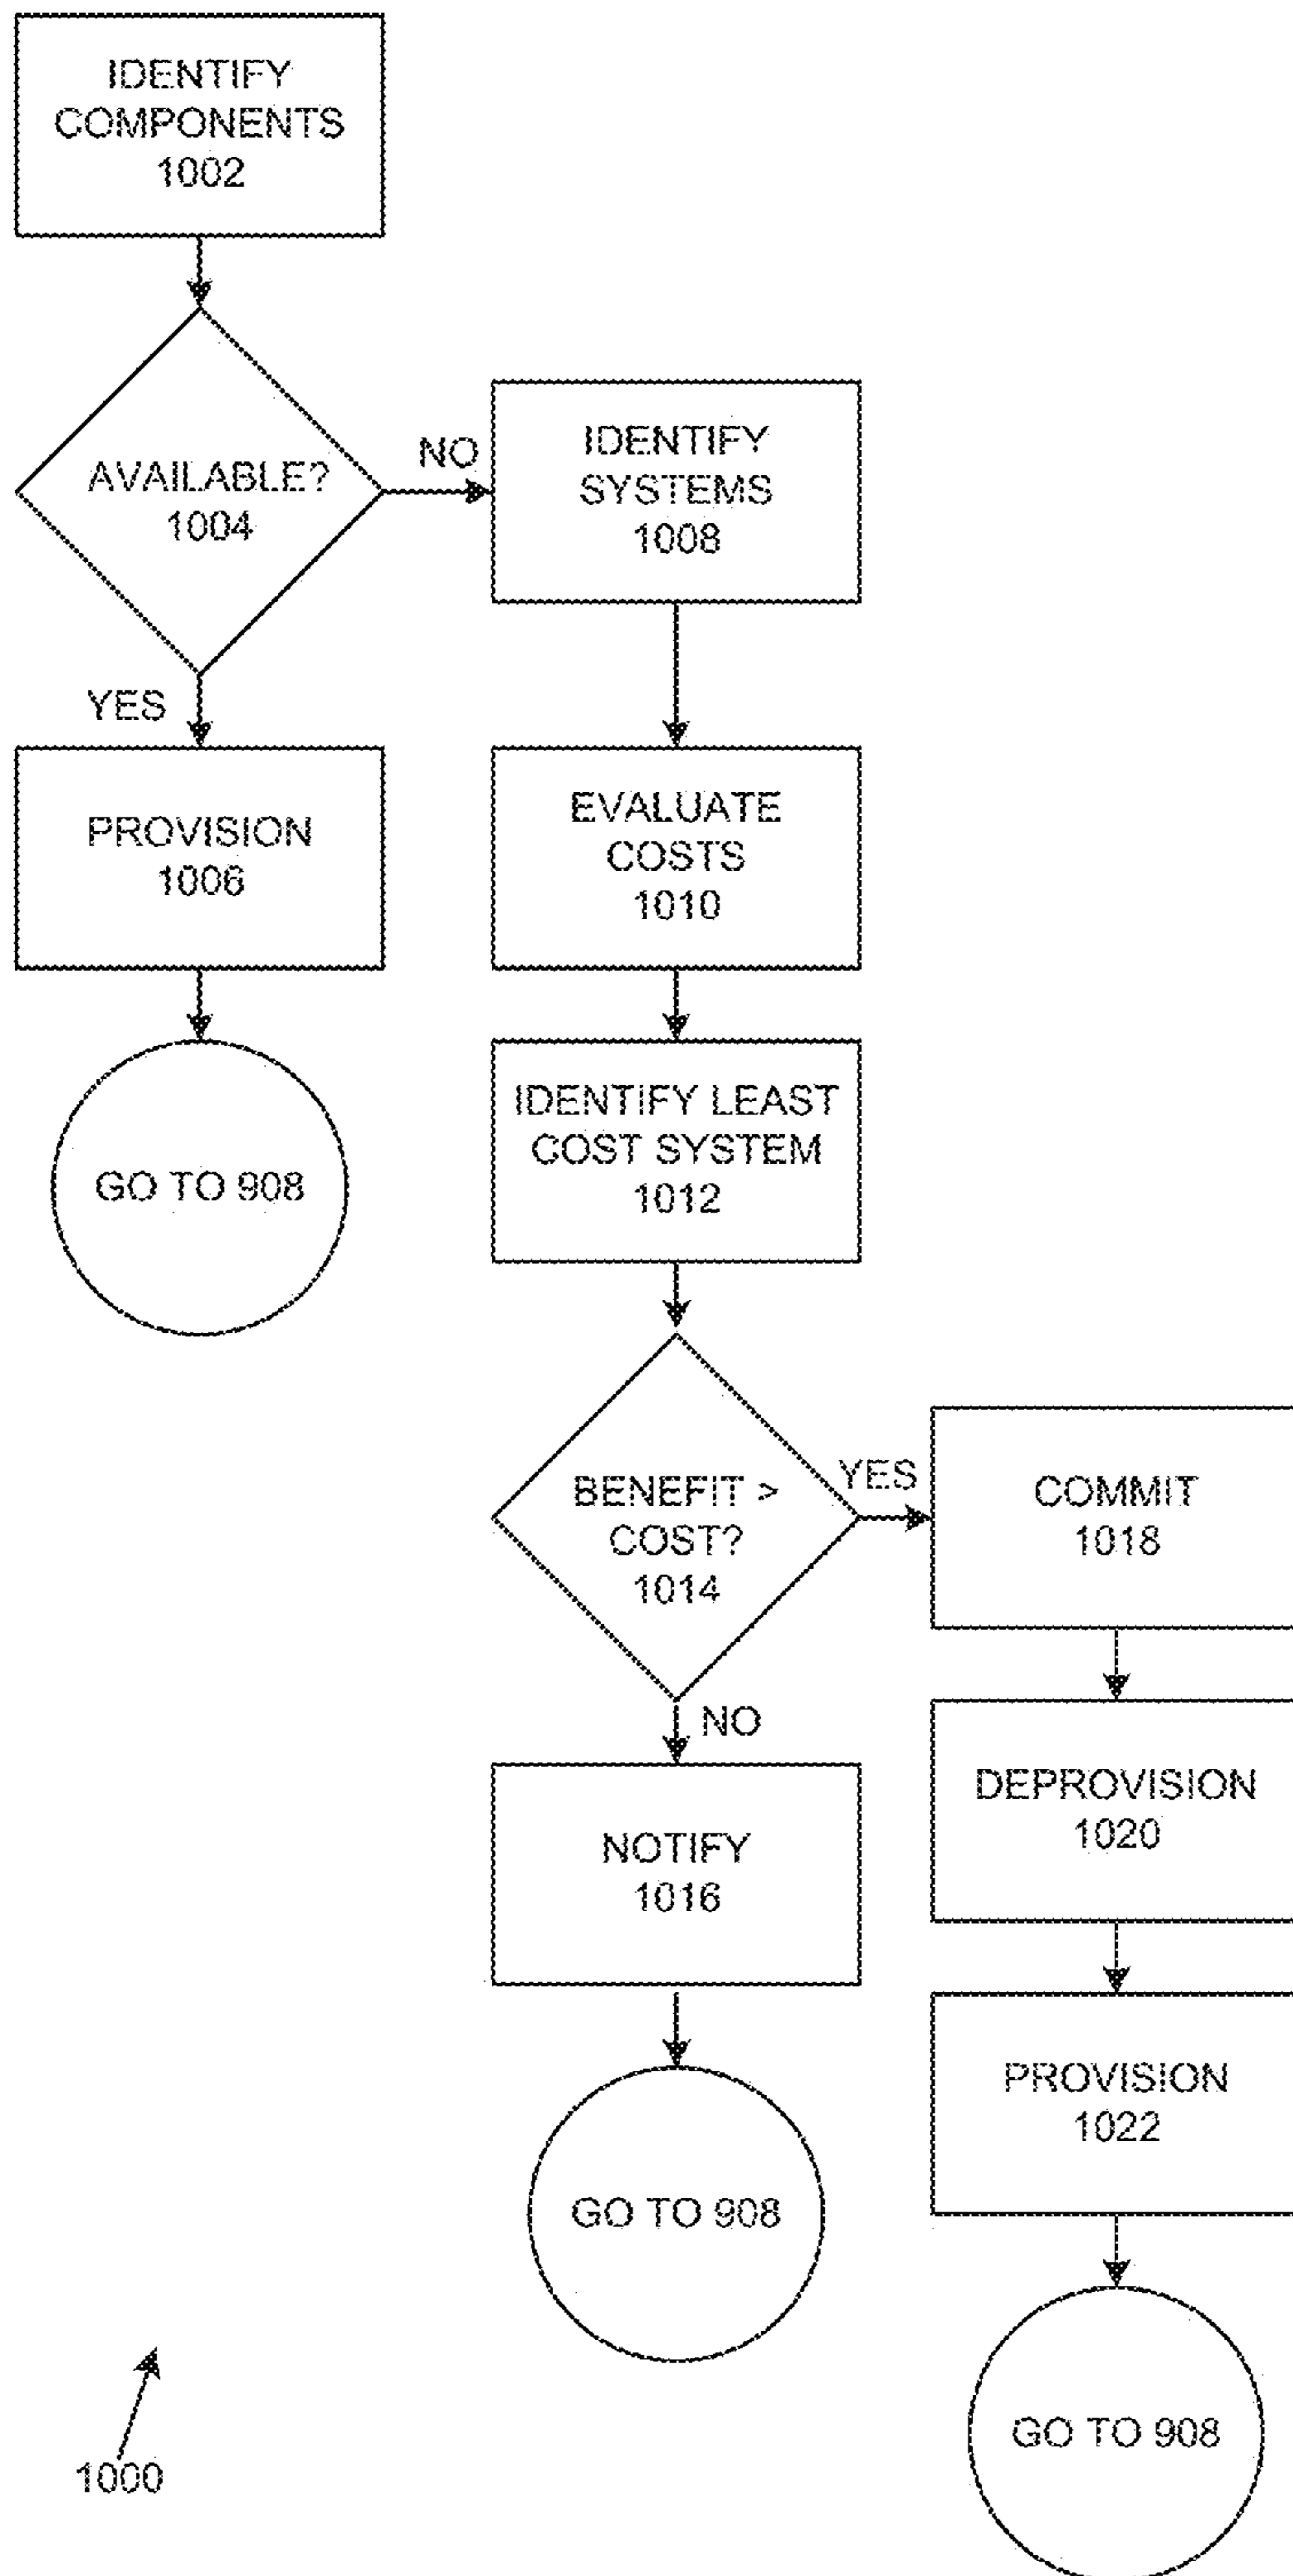 IDENTIFY
COMPONENTS
1002
AVAILABLE?
1004
NO
IDENTIFY
SYSTEMS
1008
YES
PROVISION
1006
EVALUATE
COSTS
1010
GO TO 908
IDENTIFY LEAST
COST SYSTEM
1012
BENEFIT >
COST?
1014
YES
COMMIT
1018
NO
NOTIFY
1016
DEPROVISION
1020
PROVISION
1022
GO TO 908
GO TO 908
1000